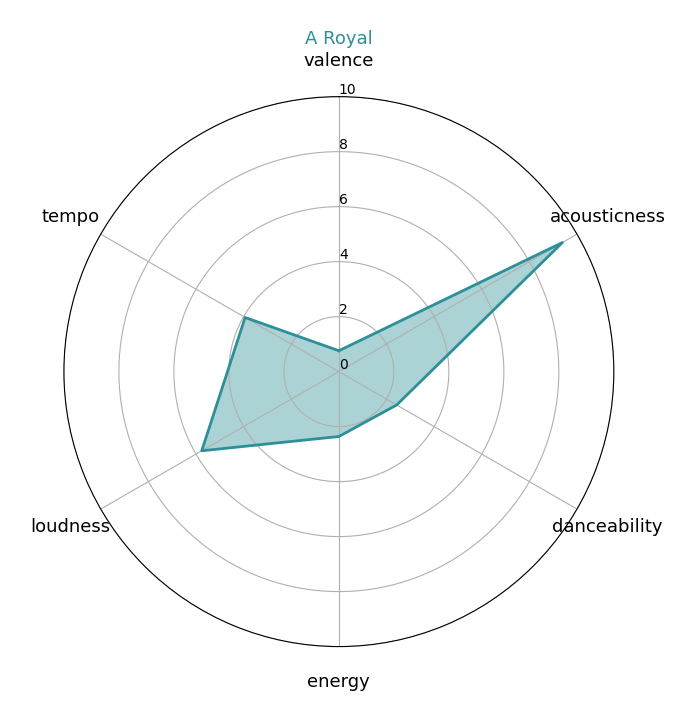 A Royal
valence
10
8
tempo
6
acousticness
4
2
0
loudness
danceability
energy